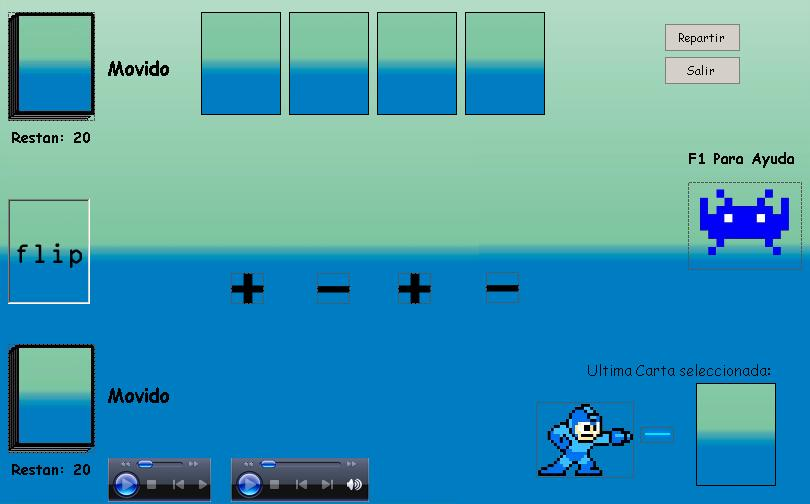 Repartir
Movido
Salir
Restan: 20
F1 Para Ayuda
flip
+ − + −
Ultima Carta seleccionada:
Movido
Restan: 20